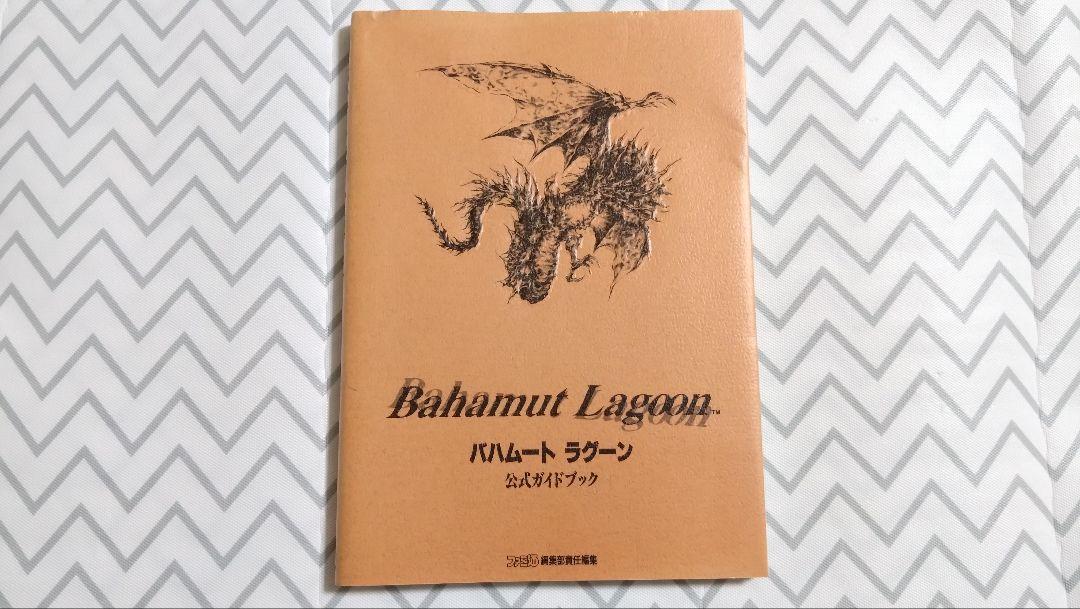 Bahamut Lagoon™
バハムート ラグーン
公式ガイドブック
ファミ通 編集部責任編集